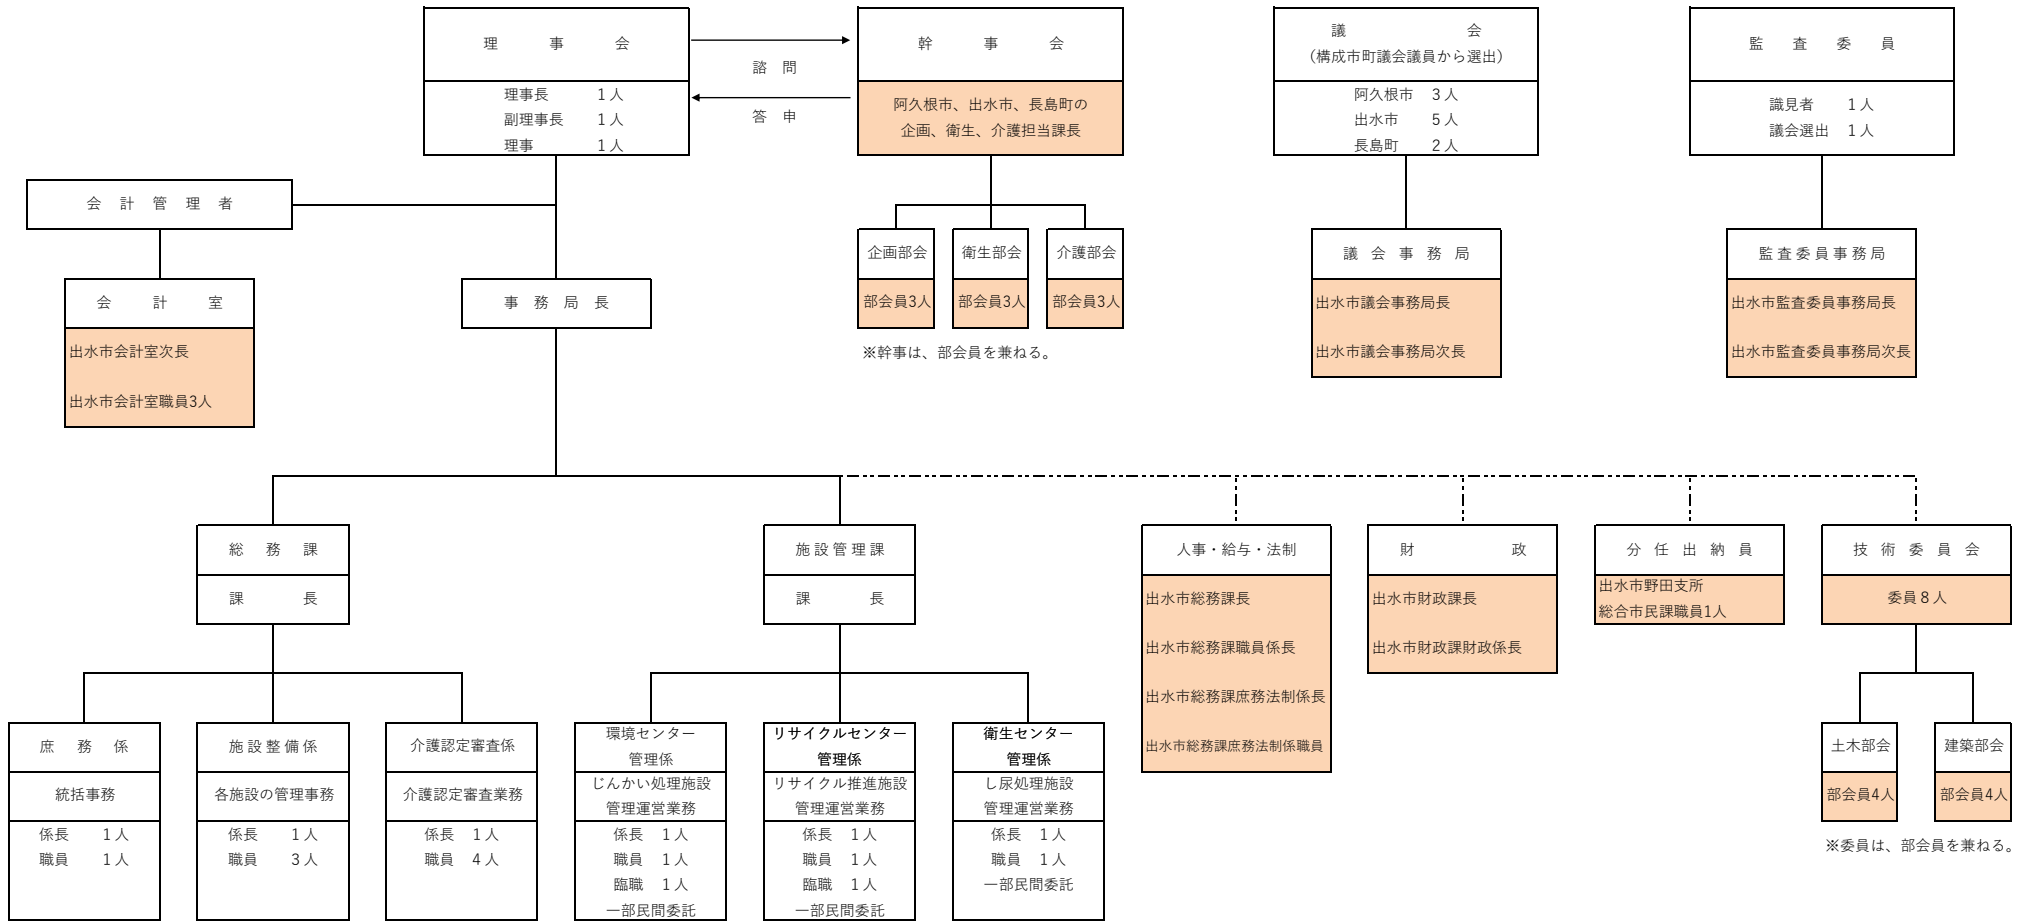 理事会
理事長 1人
副理事長 1人
理事 1人
諮問
答申
幹事会
阿久根市、出水市、長島町の
企画、衛生、介護担当課長
議会
（構成市町議会議員から選出）
阿久根市 3人
出水市 5人
長島町 2人
監査委員
識見者 1人
議会選出 1人
会計管理者
会計室
出水市会計室次長
出水市会計室職員3人
事務局長
企画部会
部会員3人
衛生部会
部会員3人
介護部会
部会員3人
※幹事は、部会員を兼ねる。
議会事務局
出水市議会事務局長
出水市議会事務局次長
監査委員事務局
出水市監査委員事務局長
出水市監査委員事務局次長
総務課
課長
施設管理課
課長
人事・給与・法制
出水市総務課長
出水市総務課職員係長
出水市総務課庶務法制係長
出水市総務課庶務法制係職員
財政
出水市財政課長
出水市財政課財政係長
分任出納員
出水市野田支所
総合市民課職員1人
技術委員会
委員8人
庶務係
統括事務
係長 1人
職員 1人
施設整備係
各施設の管理事務
係長 1人
職員 3人
介護認定審査係
介護認定審査業務
係長 1人
職員 4人
環境センター
管理係
じんかい処理施設
管理運営業務
係長 1人
職員 1人
臨職 1人
一部民間委託
リサイクルセンター
管理係
リサイクル推進施設
管理運営業務
係長 1人
職員 1人
臨職 1人
一部民間委託
衛生センター
管理係
し尿処理施設
管理運営業務
係長 1人
職員 1人
一部民間委託
土木部会
部会員4人
建築部会
部会員4人
※委員は、部会員を兼ねる。